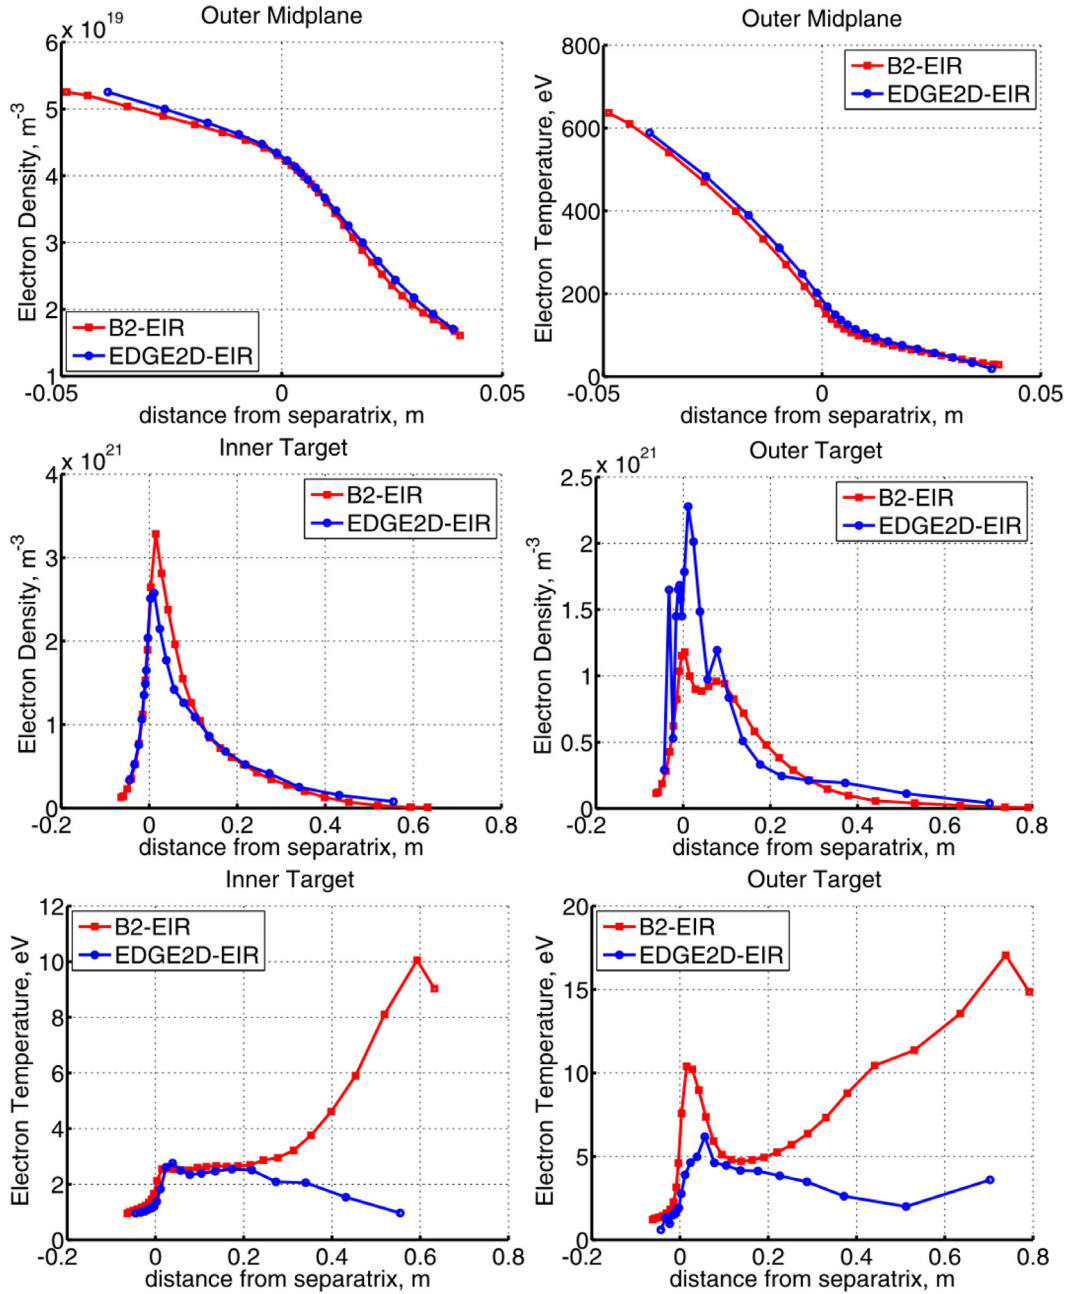 Outer Midplane
x 10^19
6
5
4
3
2
1
-0.05
0
0.05
Electron Density, m^-3
distance from separatrix, m
B2-EIR
EDGE2D-EIR
Outer Midplane
800
600
400
200
0
-0.05
0
0.05
Electron Temperature, eV
distance from separatrix, m
B2-EIR
EDGE2D-EIR
Inner Target
x 10^21
4
3
2
1
0
-0.2
0
0.2
0.4
0.6
0.8
Electron Density, m^-3
distance from separatrix, m
B2-EIR
EDGE2D-EIR
Outer Target
x 10^21
2.5
2
1.5
1
0.5
0
-0.2
0
0.2
0.4
0.6
0.8
Electron Density, m^-3
distance from separatrix, m
B2-EIR
EDGE2D-EIR
Inner Target
12
10
8
6
4
2
0
-0.2
0
0.2
0.4
0.6
0.8
Electron Temperature, eV
distance from separatrix, m
B2-EIR
EDGE2D-EIR
Outer Target
20
15
10
5
0
-0.2
0
0.2
0.4
0.6
0.8
Electron Temperature, eV
distance from separatrix, m
B2-EIR
EDGE2D-EIR